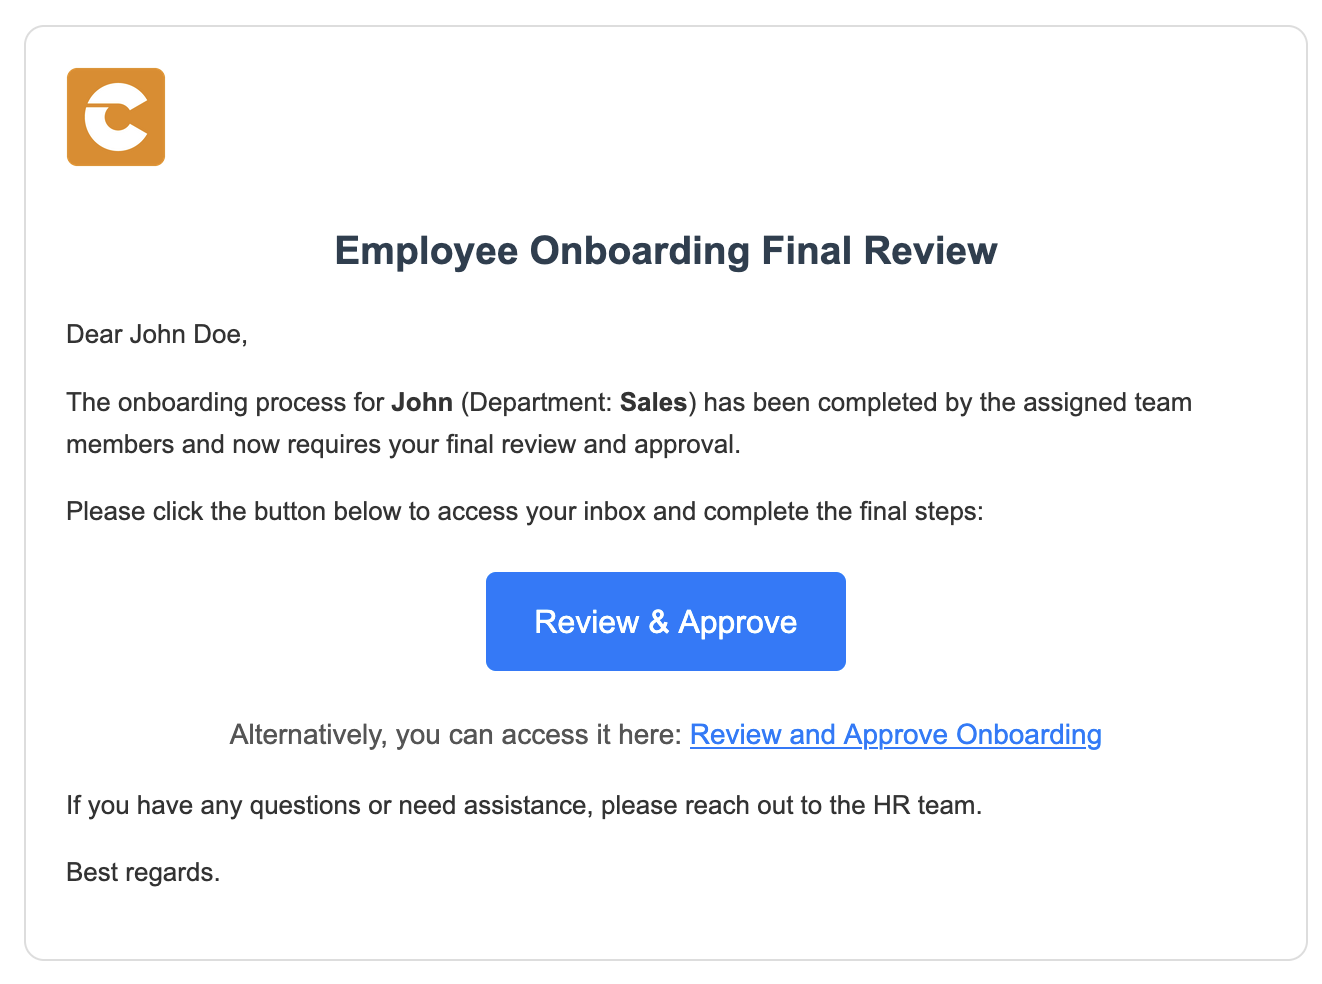 Employee Onboarding Final Review
Dear John Doe,
The onboarding process for John (Department: Sales) has been completed by the assigned team
members and now requires your final review and approval.
Please click the button below to access your inbox and complete the final steps:
Review & Approve
Alternatively, you can access it here: Review and Approve Onboarding
If you have any questions or need assistance, please reach out to the HR team.
Best regards.